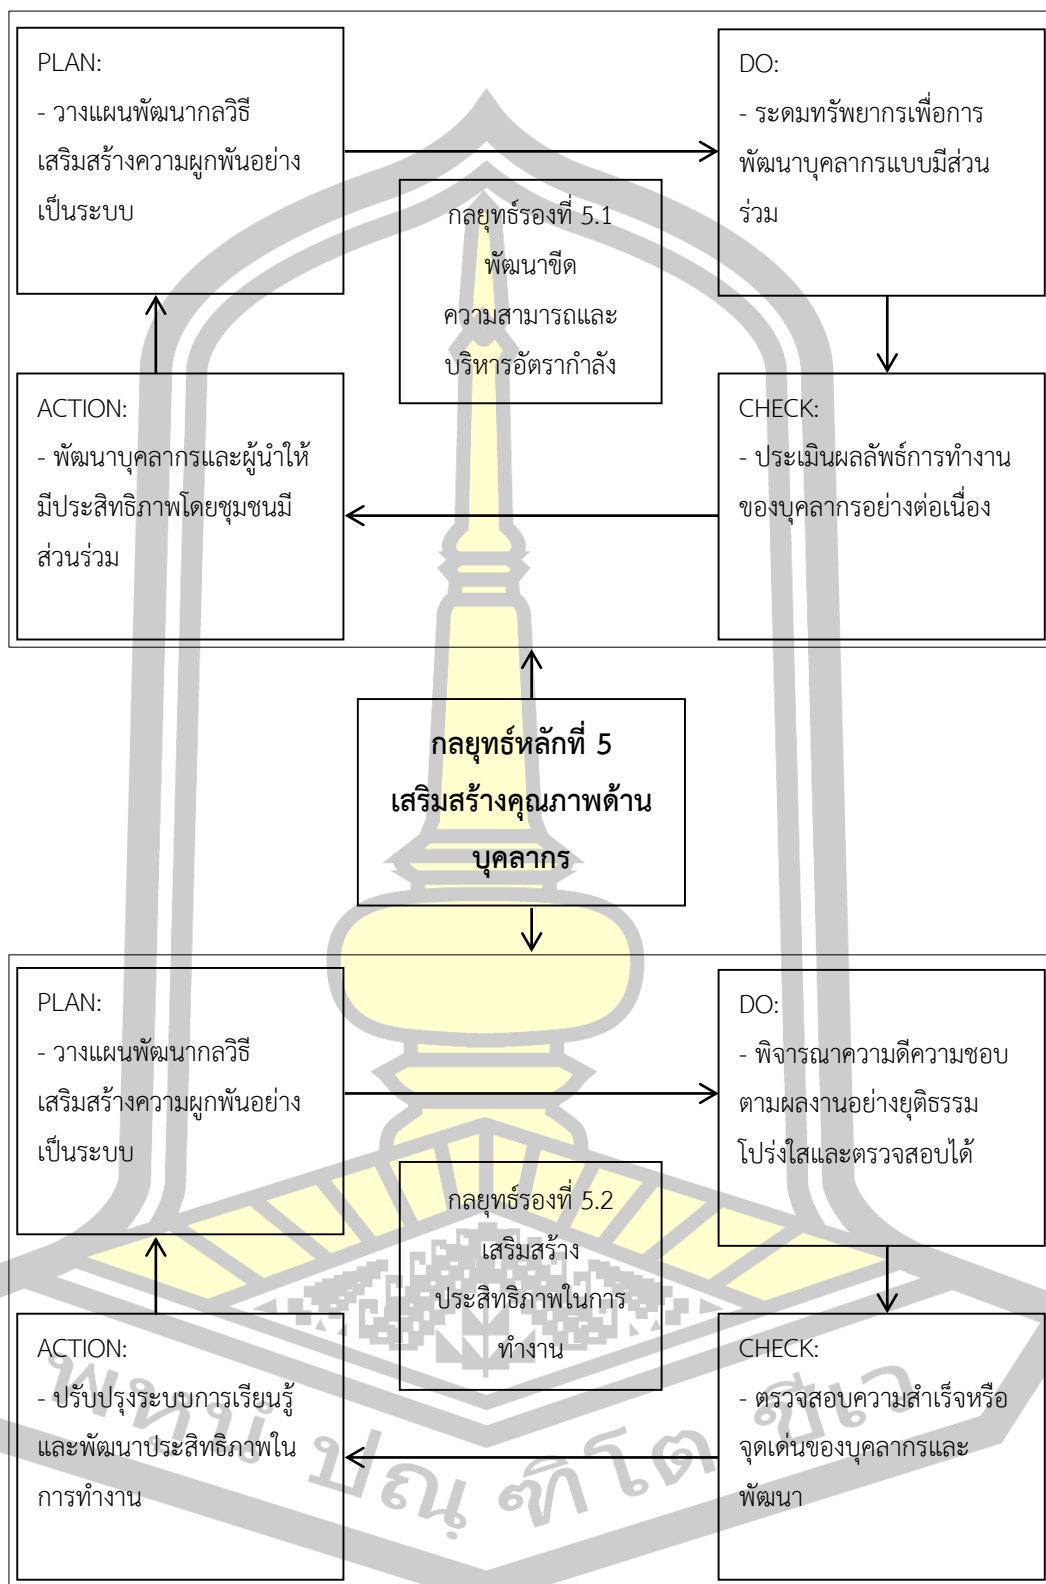 PLAN:
- วางแผนพัฒนากลวิธี
เสริมสร้างความผูกพันอย่าง
เป็นระบบ
DO:
- ระดมทรัพยากรเพื่อการ
พัฒนาบุคลากรแบบมีส่วน
ร่วม
กลยุทธ์รองที่ 5.1
พัฒนาขีด
ความสามารถและ
บริหารอัตรากำลัง
ACTION:
- พัฒนาบุคลากรและผู้นำให้
มีประสิทธิภาพโดยชุมชนมี
ส่วนร่วม
CHECK:
- ประเมินผลลัพธ์การทำงาน
ของบุคลากรอย่างต่อเนื่อง
กลยุทธ์หลักที่ 5
เสริมสร้างคุณภาพด้าน
บุคลากร
PLAN:
- วางแผนพัฒนากลวิธี
เสริมสร้างความผูกพันอย่าง
เป็นระบบ
DO:
- พิจารณาความดีความชอบ
ตามผลงานอย่างยุติธรรม
โปร่งใสและตรวจสอบได้
กลยุทธ์รองที่ 5.2
เสริมสร้าง
ประสิทธิภาพในการ
ทำงาน
ACTION:
- ปรับปรุงระบบการเรียนรู้
และพัฒนาประสิทธิภาพใน
การทำงาน
CHECK:
- ตรวจสอบความสำเร็จหรือ
จุดเด่นของบุคลากรและ
พัฒนา
พหูนํ ปณฺฑิโต ชีเว